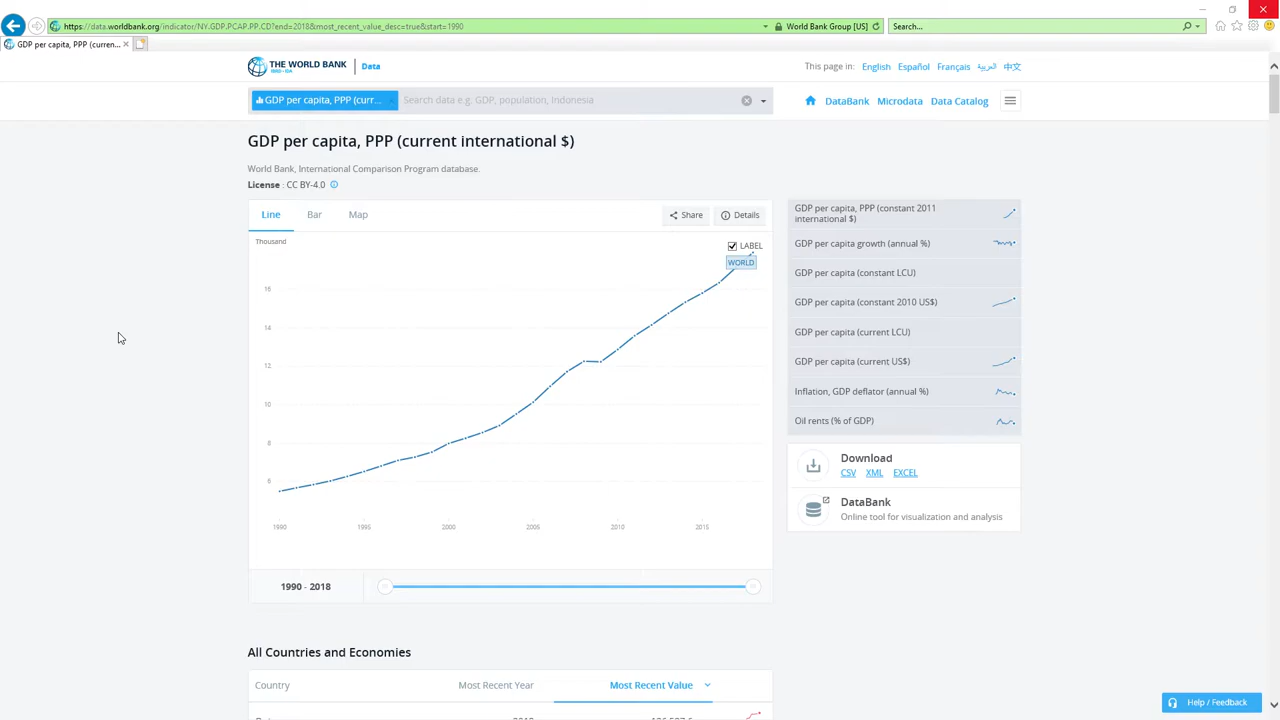 https://data.worldbank.org/indicator/NY.GDP.PCAP.PP.CD?end=2018&most_recent_value_desc=true&start=1990
World Bank Group [US]
Search...
GDP per capita, PPP (curren...
THE WORLD BANK
IBRD • IDA
Data
This page in: English Español Français العربية 中文
GDP per capita, PPP (curr...
Search data e.g. GDP, population, Indonesia
DataBank Microdata Data Catalog
GDP per capita, PPP (current international $)
World Bank, International Comparison Program database.
License : CC BY-4.0
Line Bar Map
Share Details
Thousand
LABEL
WORLD
16
14
12
10
8
6
1990 1995 2000 2005 2010 2015
1990 - 2018
GDP per capita, PPP (constant 2011
international $)
GDP per capita growth (annual %)
GDP per capita (constant LCU)
GDP per capita (constant 2010 US$)
GDP per capita (current LCU)
GDP per capita (current US$)
Inflation, GDP deflator (annual %)
Oil rents (% of GDP)
Download
CSV XML EXCEL
DataBank
Online tool for visualization and analysis
All Countries and Economies
Country Most Recent Year Most Recent Value
Help / Feedback